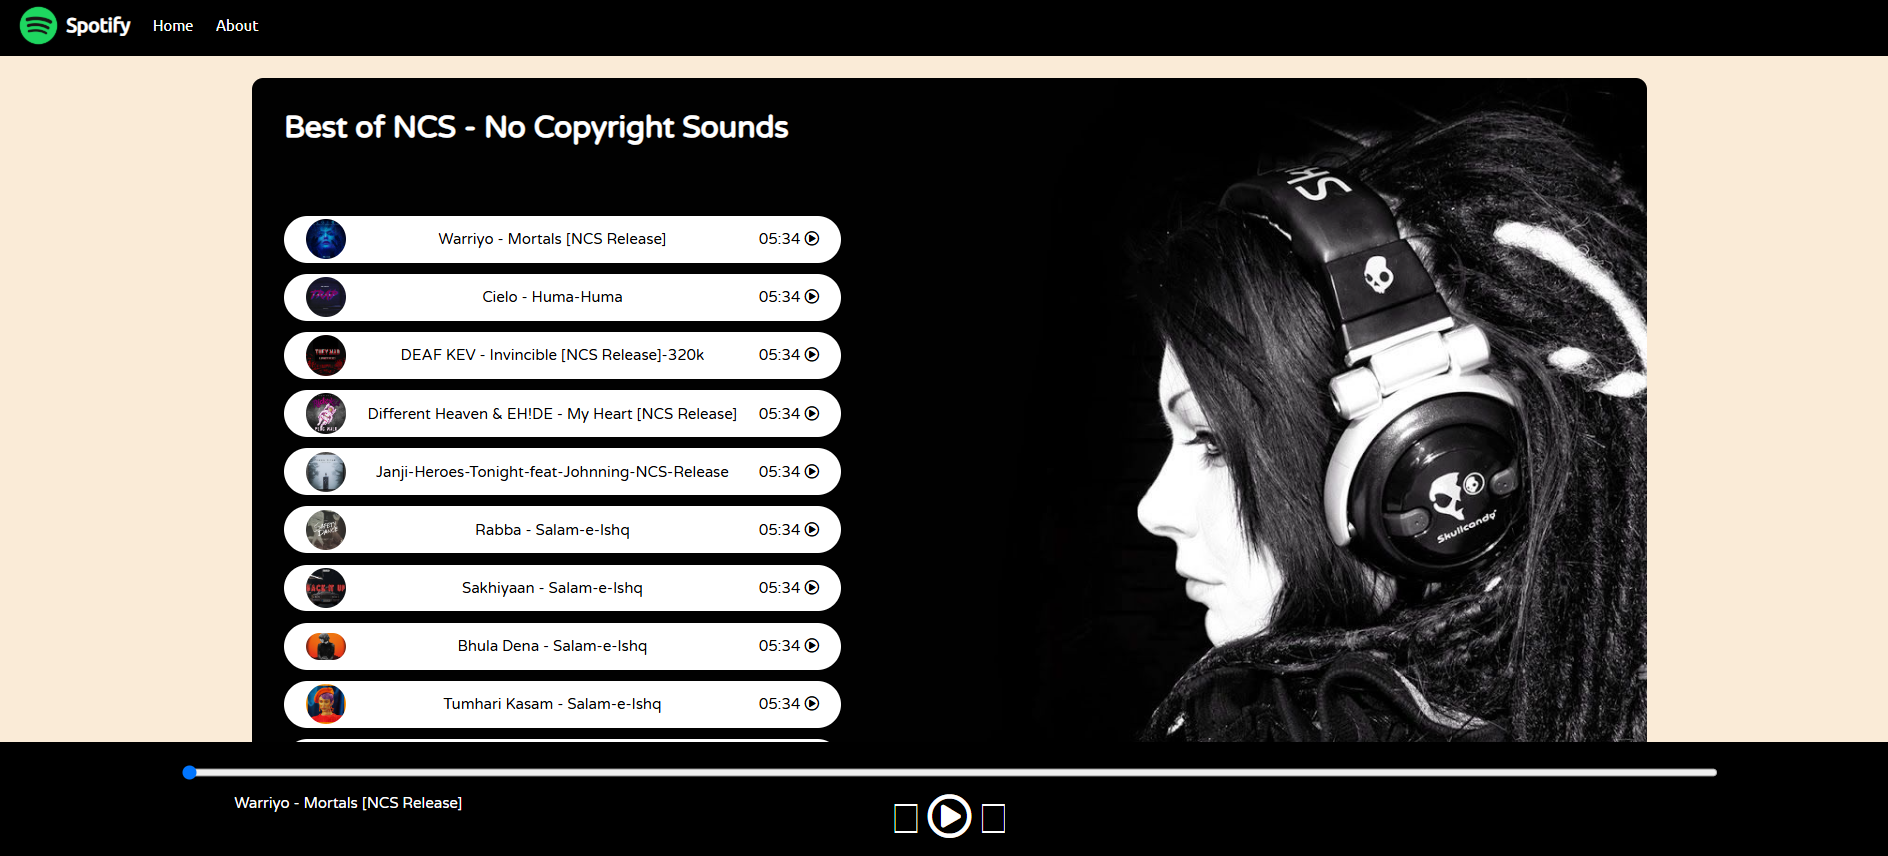 Spotify Home About
Best of NCS - No Copyright Sounds
Warriyo - Mortals [NCS Release] 05:34
Cielo - Huma-Huma 05:34
DEAF KEV - Invincible [NCS Release]-320k 05:34
Different Heaven & EH!DE - My Heart [NCS Release] 05:34
Janji-Heroes-Tonight-feat-Johnning-NCS-Release 05:34
Rabba - Salam-e-Ishq 05:34
Sakhiyaan - Salam-e-Ishq 05:34
Bhula Dena - Salam-e-Ishq 05:34
Tumhari Kasam - Salam-e-Ishq 05:34
Skullcandy
Warriyo - Mortals [NCS Release]